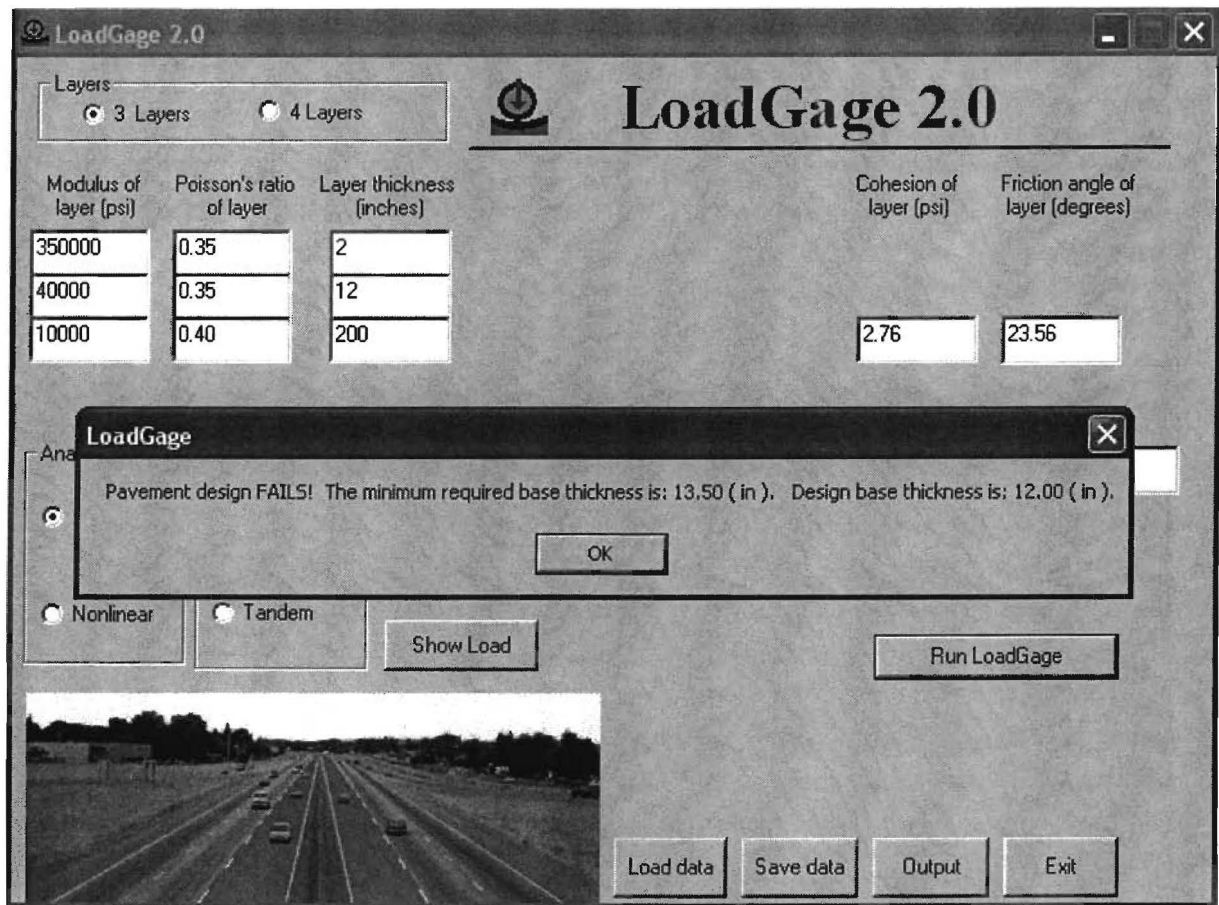 LoadGage 2.0
Layers
3 Layers
4 Layers
LoadGage 2.0
Modulus of
layer (psi)
Poisson's ratio
of layer
Layer thickness
(inches)
Cohesion of
layer (psi)
Friction angle of
layer (degrees)
350000
0.35
2
40000
0.35
12
10000
0.40
200
2.76
23.56
LoadGage
Ana
Pavement design FAILS! The minimum required base thickness is: 13.50 ( in ). Design base thickness is: 12.00 ( in ).
OK
Nonlinear
Tandem
Show Load
Run LoadGage
Load data
Save data
Output
Exit